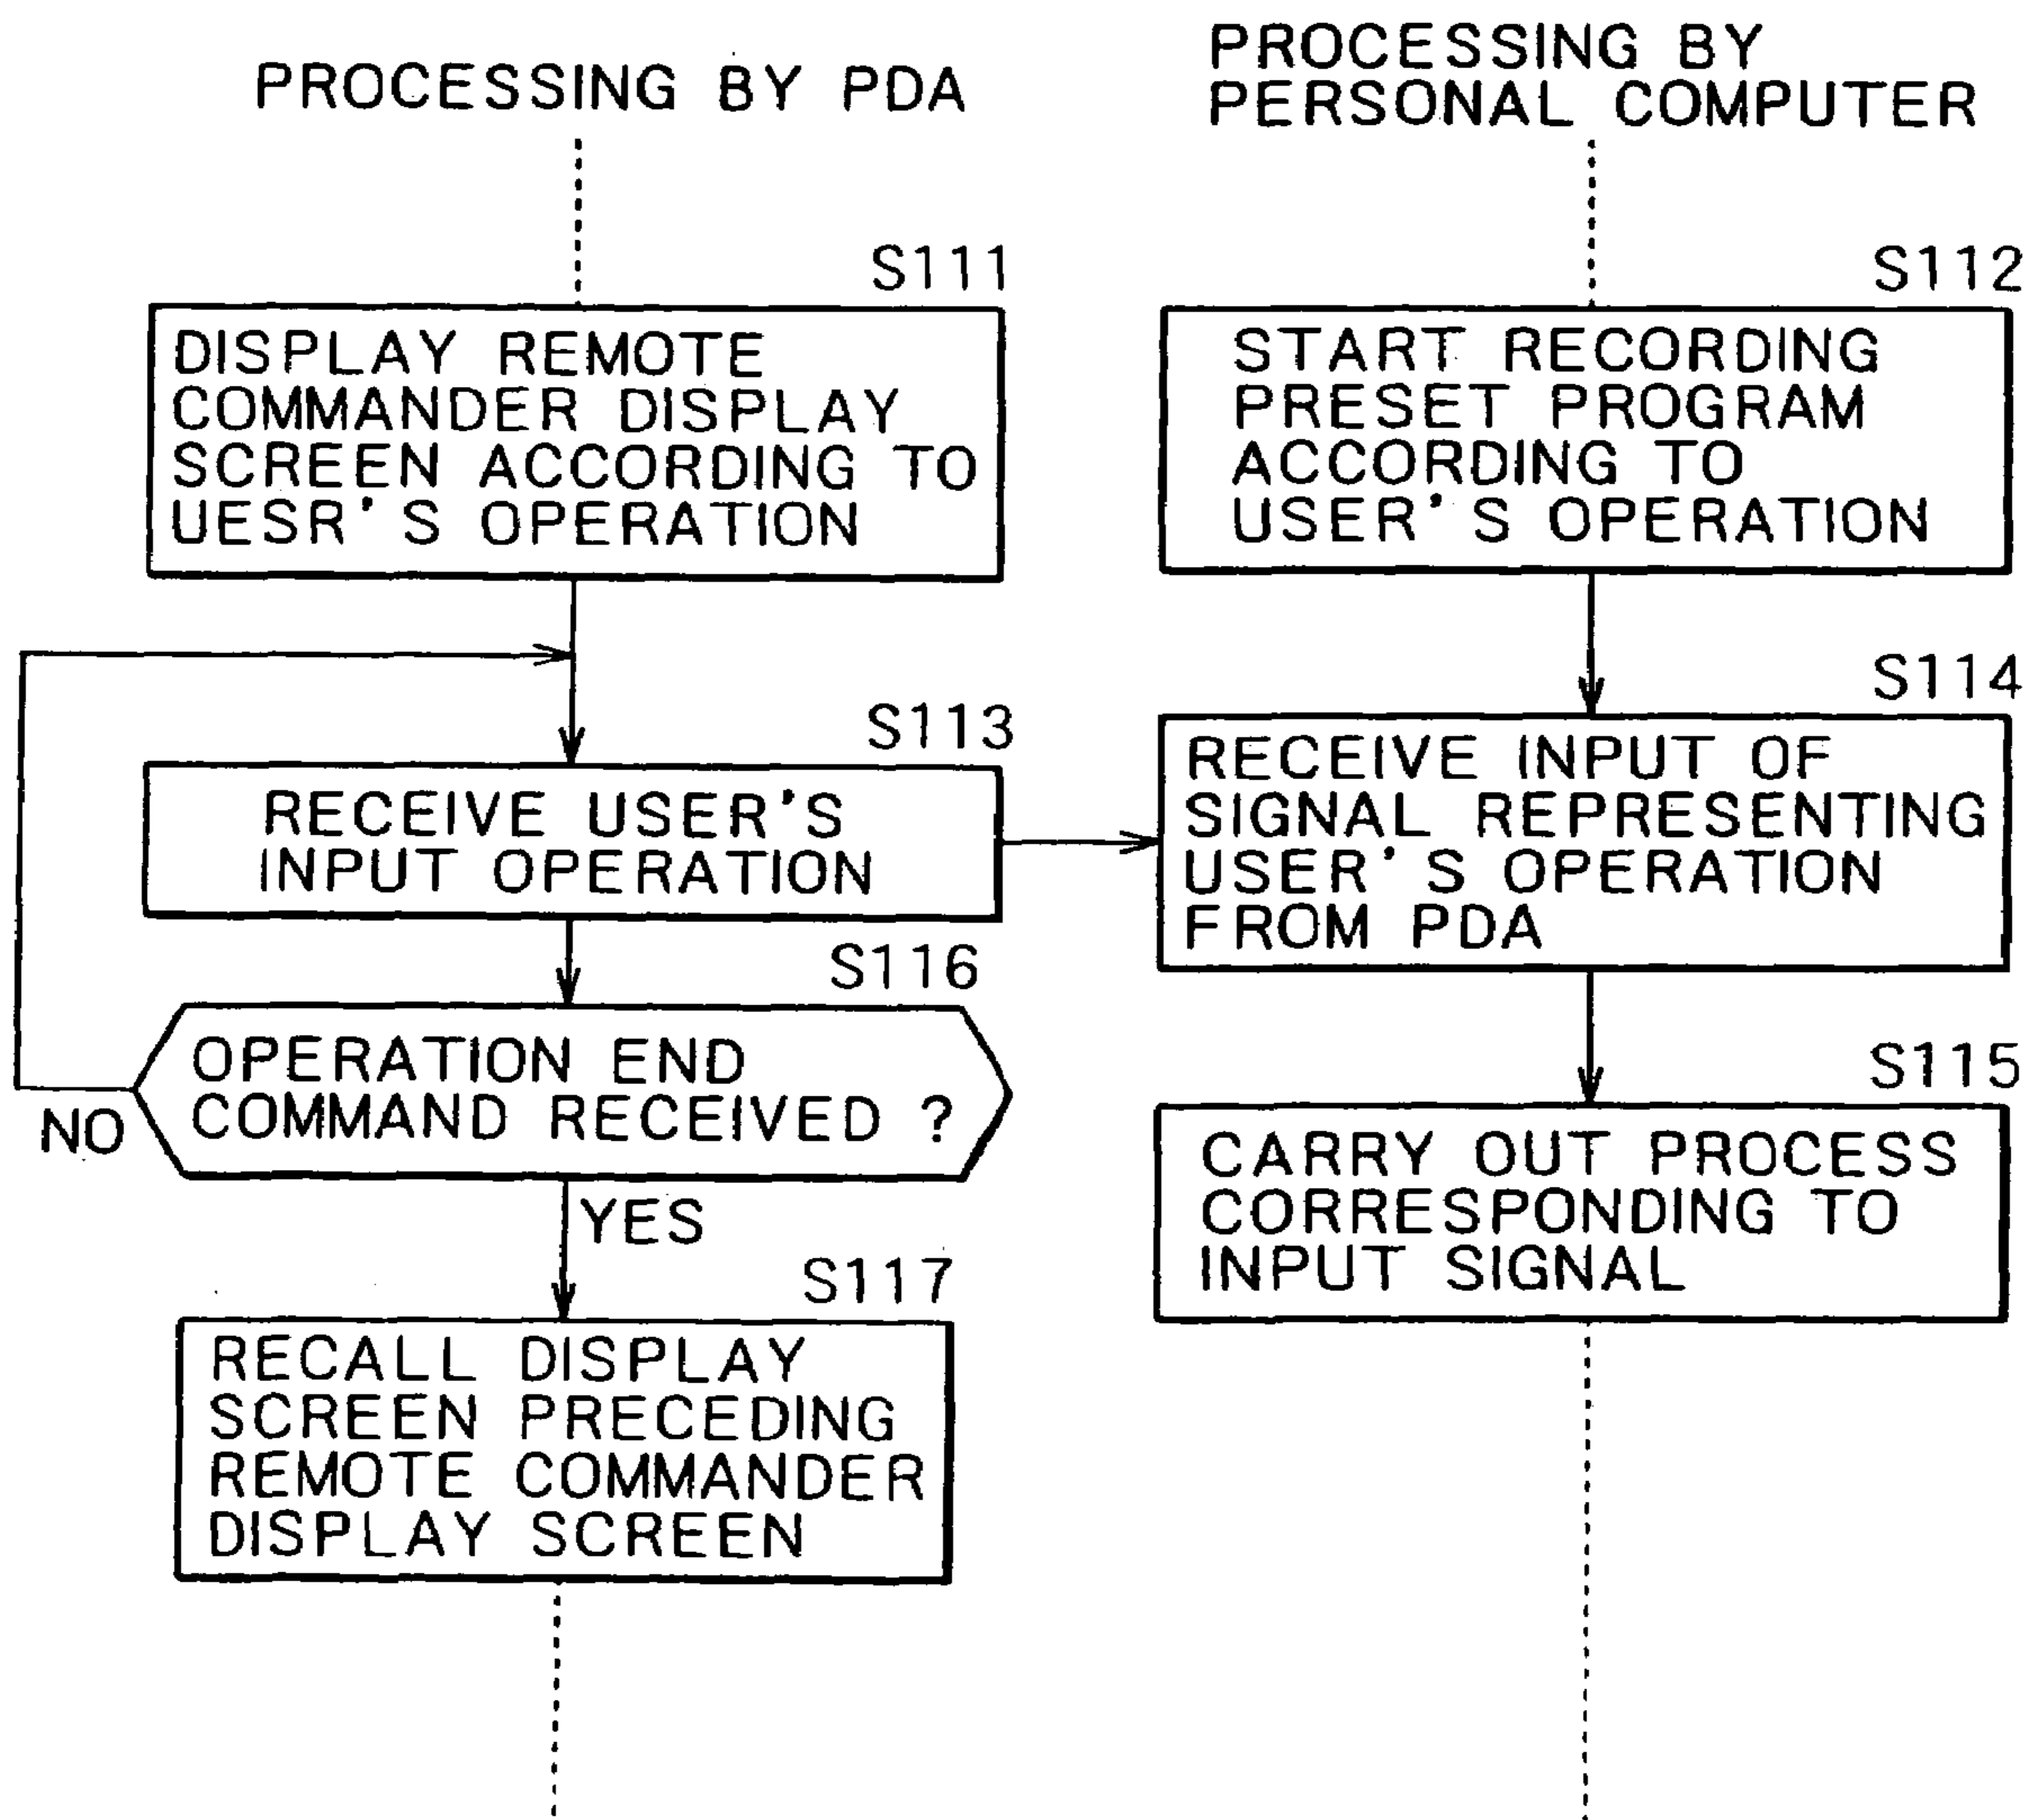 PROCESSING BY PDA
PROCESSING BY
PERSONAL COMPUTER
S111
DISPLAY REMOTE
COMMANDER DISPLAY
SCREEN ACCORDING TO
UESR'S OPERATION
S112
START RECORDING
PRESET PROGRAM
ACCORDING TO
USER'S OPERATION
S113
RECEIVE USER'S
INPUT OPERATION
S114
RECEIVE INPUT OF
SIGNAL REPRESENTING
USER'S OPERATION
FROM PDA
S116
OPERATION END
COMMAND RECEIVED ?
NO
YES
S115
CARRY OUT PROCESS
CORRESPONDING TO
INPUT SIGNAL
S117
RECALL DISPLAY
SCREEN PRECEDING
REMOTE COMMANDER
DISPLAY SCREEN